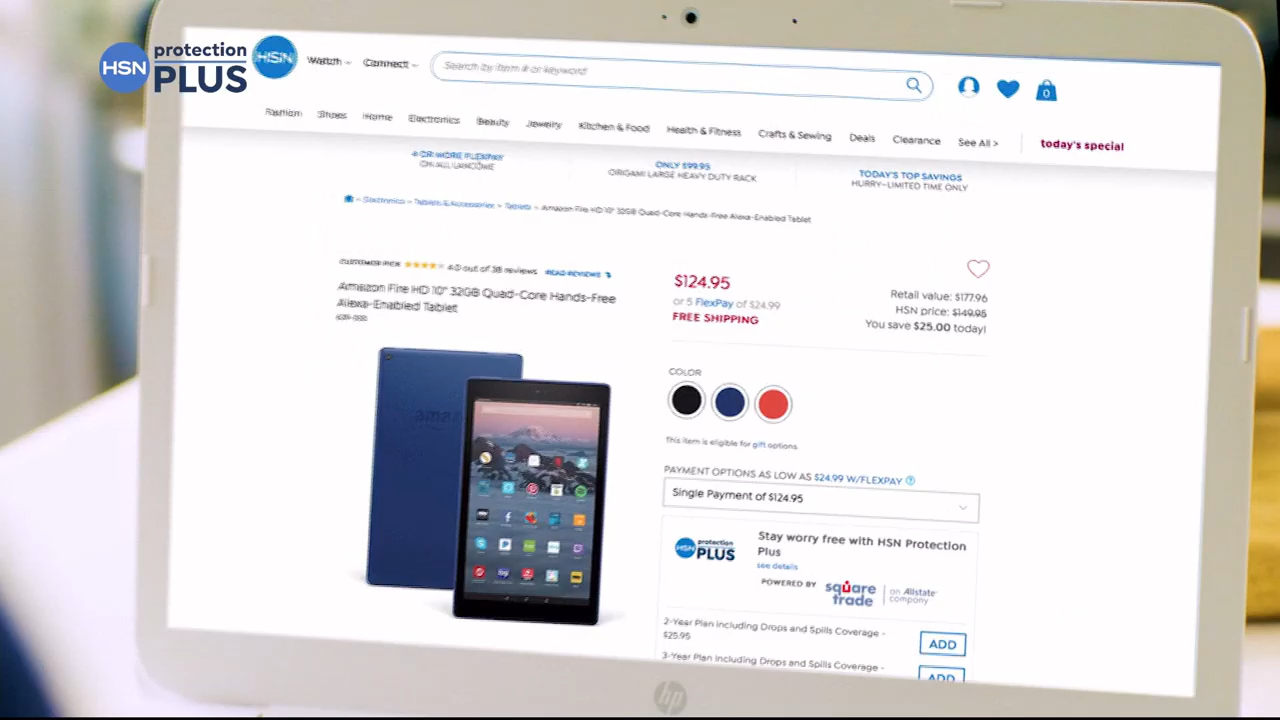 HSN protection PLUS
HSN
Watch
Connect
Search by item # or keyword
0
Fashion
Shoes
Home
Electronics
Beauty
Jewelry
Kitchen & Food
Health & Fitness
Crafts & Sewing
Deals
Clearance
See All >
today's special
4 OR MORE FLEXPAY
ON ALL LANCOME
ONLY $99.95
ORIGAMI LARGE HEAVY DUTY RACK
TODAY'S TOP SAVINGS
HURRY–LIMITED TIME ONLY
> Electronics > Tablets & Accessories > Tablets > Amazon Fire HD 10" 32GB Quad-Core Hands-Free Alexa-Enabled Tablet
CUSTOMER PICK
4.0 out of 38 reviews
READ REVIEWS
Amazon Fire HD 10" 32GB Quad-Core Hands-Free
Alexa-Enabled Tablet
$124.95
or 5 FlexPay of $24.99
FREE SHIPPING
Retail value: $177.96
HSN price: $149.95
You save $25.00 today!
COLOR
amaz
This item is eligible for gift options.
PAYMENT OPTIONS AS LOW AS $24.99 W/FLEXPAY ?
Single Payment of $124.95
HSN protection PLUS
Stay worry free with HSN Protection
Plus
see details
POWERED BY
square trade
an Allstate company
2-Year Plan Including Drops and Spills Coverage -
$25.95
ADD
3-Year Plan Including Drops and Spills Coverage -
ADD
hp